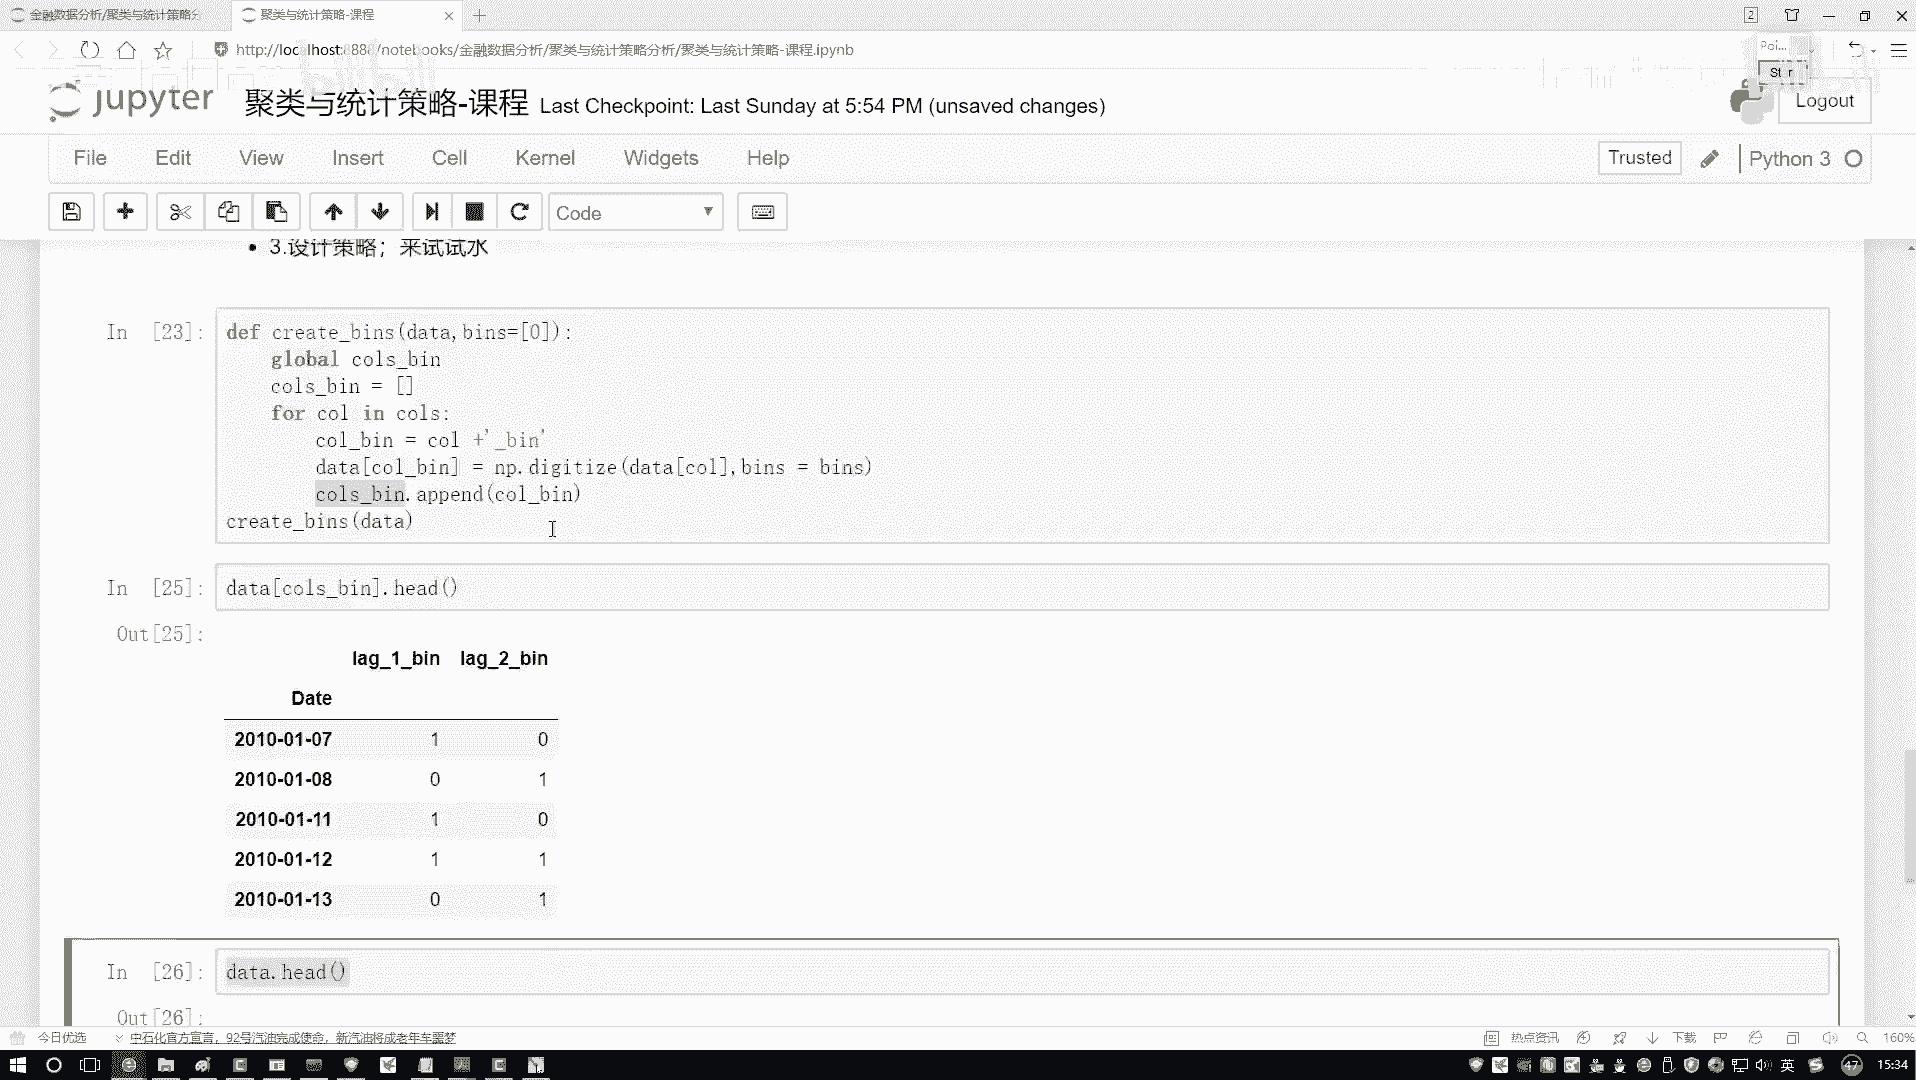 金融数据分析/聚类与统计策略分
聚类与统计策略-课程
2
http://localhost:8888/notebooks/金融数据分析/聚类与统计策略分析/聚类与统计策略-课程.ipynb
Poi...
jupyter 聚类与统计策略-课程 Last Checkpoint: Last Sunday at 5:54 PM (unsaved changes)
Logout
File Edit View Insert Cell Kernel Widgets Help
Trusted Python 3
Code
3.设计策略；来试试水
In [23]: def create_bins(data,bins=[0]):
global cols_bin
cols_bin = []
for col in cols:
col_bin = col +'_bin'
data[col_bin] = np.digitize(data[col],bins = bins)
cols_bin.append(col_bin)
create_bins(data)
In [25]: data[cols_bin].head()
Out[25]:
lag_1_bin lag_2_bin
Date
2010-01-07 1 0
2010-01-08 0 1
2010-01-11 1 0
2010-01-12 1 1
2010-01-13 0 1
In [26]: data.head()
Out[26]:
今日优选 中石化官方宣言，92号汽油完成使命，新汽油将成老年车噩梦 热点资讯 下载 160%
英 47 15:34